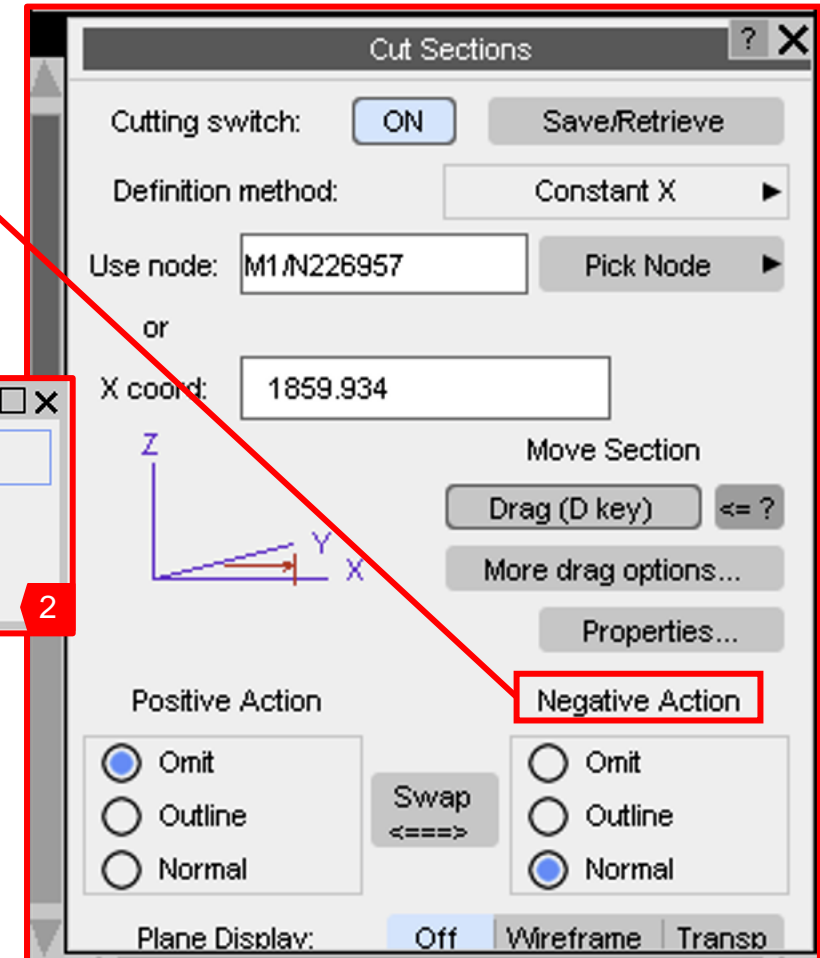 Cut Sections ?
Cutting switch: ON Save/Retrieve
Definition method: Constant X
Use node: M1/N226957 Pick Node
or
X coord: 1859.934
Z
Y
X
Move Section
Drag (D key) <= ?
More drag options...
Properties...
2
Positive Action Negative Action
Omit Omit
Outline Swap Outline
<===>
Normal Normal
Plane Display: Off Wireframe Transp